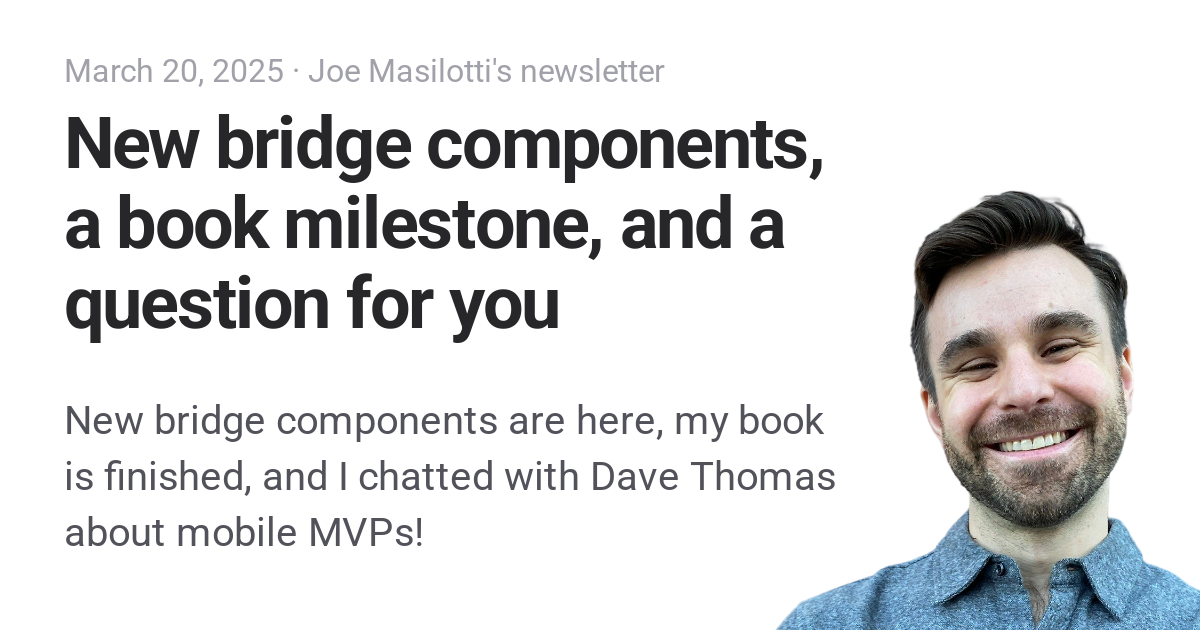 March 20, 2025 · Joe Masilotti's newsletter
New bridge components,
a book milestone, and a
question for you
New bridge components are here, my book
is finished, and I chatted with Dave Thomas
about mobile MVPs!